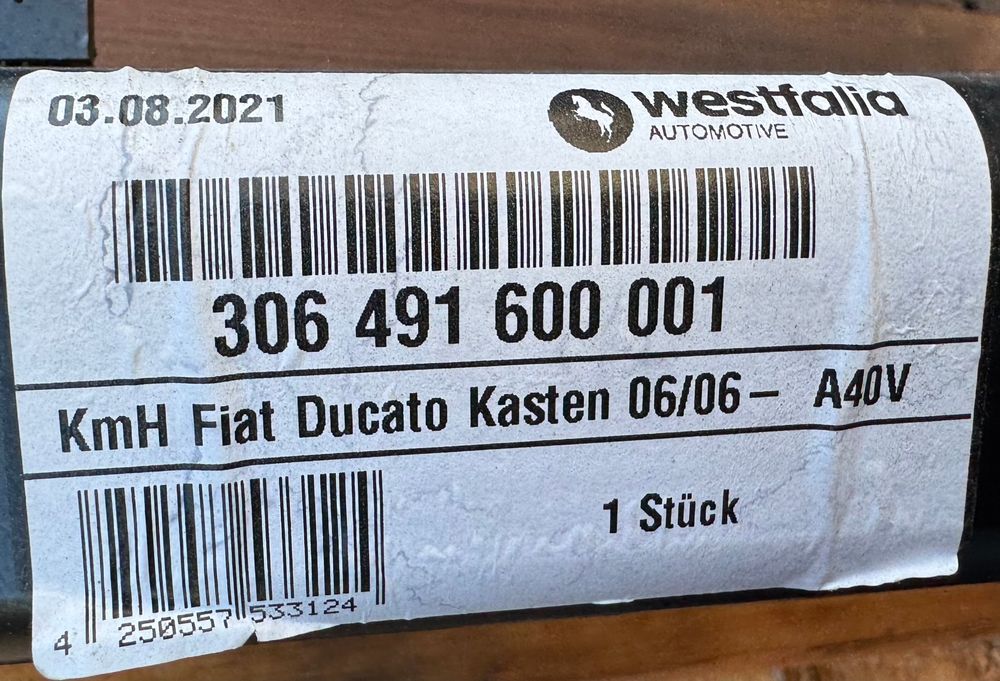 03.08.2021
westfalia
AUTOMOTIVE
306 491 600 001
KmH Fiat Ducato Kasten 06/06 – A40V
1 Stück
4 250557 533124